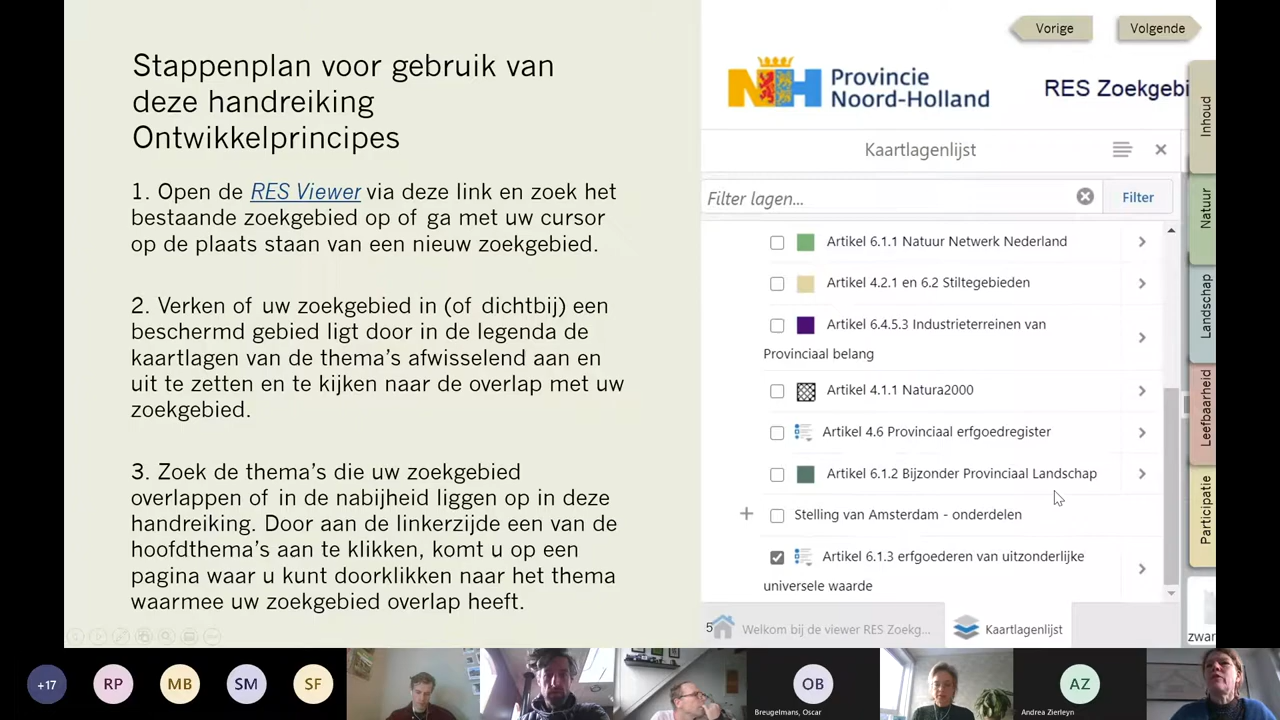 Stappenplan voor gebruik van
deze handreiking
Ontwikkelprincipes
1. Open de RES Viewer via deze link en zoek het
bestaande zoekgebied op of ga met uw cursor
op de plaats staan van een nieuw zoekgebied.
2. Verken of uw zoekgebied in (of dichtbij) een
beschermd gebied ligt door in de legenda de
kaartlagen van de thema's afwisselend aan en
uit te zetten en te kijken naar de overlap met uw
zoekgebied.
3. Zoek de thema's die uw zoekgebied
overlappen of in de nabijheid liggen op in deze
handreiking. Door aan de linkerzijde een van de
hoofdthema's aan te klikken, komt u op een
pagina waar u kunt doorklikken naar het thema
waarmee uw zoekgebied overlap heeft.
Vorige
Volgende
NH Provincie
Noord-Holland
RES Zoekgebi
Kaartlagenlijst
Filter lagen...
Filter
Artikel 6.1.1 Natuur Netwerk Nederland
Artikel 4.2.1 en 6.2 Stiltegebieden
Artikel 6.4.5.3 Industrieterreinen van
Provinciaal belang
Artikel 4.1.1 Natura2000
Artikel 4.6 Provinciaal erfgoedregister
Artikel 6.1.2 Bijzonder Provinciaal Landschap
Stelling van Amsterdam - onderdelen
Artikel 6.1.3 erfgoederen van uitzonderlijke
universele waarde
5
Welkom bij de viewer RES Zoekg...
Kaartlagenlijst
Inhoud
Natuur
Landschap
Leefbaarheid
Participatie
zwar
+17
RP
MB
SM
SF
OB
Breugelmans, Oscar
AZ
Andrea Zierleyn